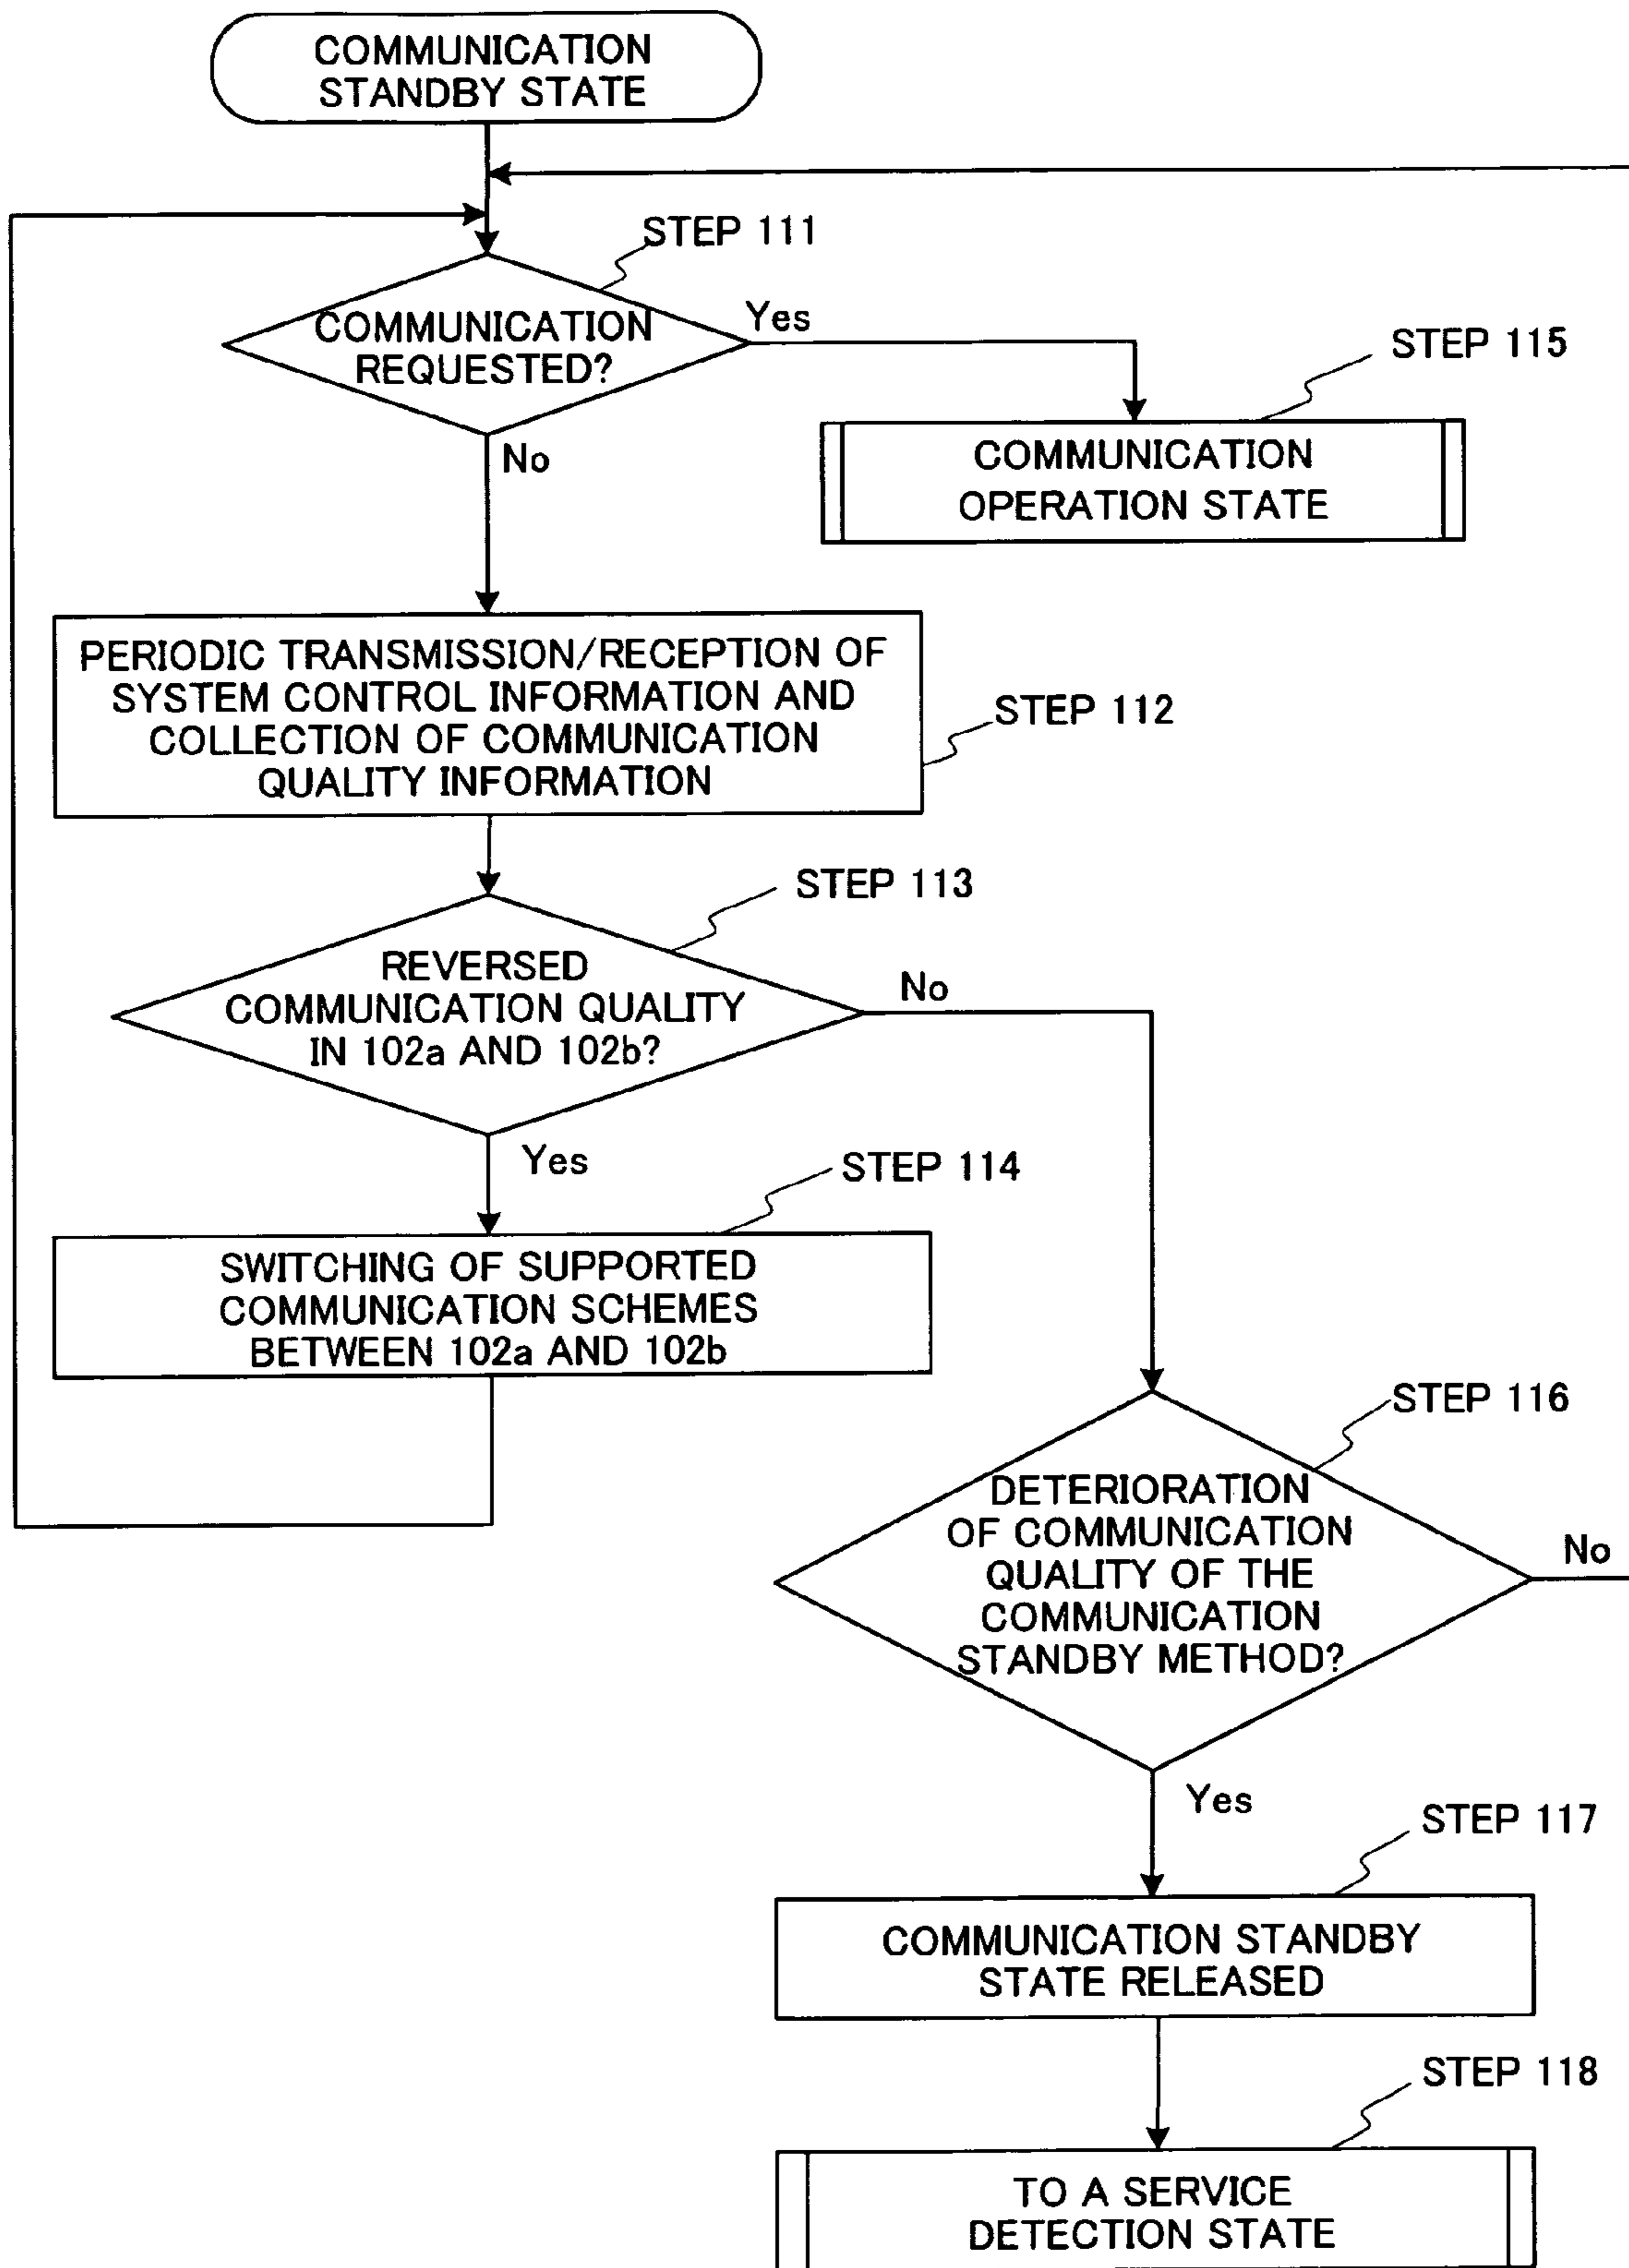 COMMUNICATION
STANDBY STATE
STEP 111
COMMUNICATION
REQUESTED?
Yes
No
STEP 115
COMMUNICATION
OPERATION STATE
PERIODIC TRANSMISSION/RECEPTION OF
SYSTEM CONTROL INFORMATION AND
COLLECTION OF COMMUNICATION
QUALITY INFORMATION
STEP 112
STEP 113
REVERSED
COMMUNICATION QUALITY
IN 102a AND 102b?
No
Yes
STEP 114
SWITCHING OF SUPPORTED
COMMUNICATION SCHEMES
BETWEEN 102a AND 102b
STEP 116
DETERIORATION
OF COMMUNICATION
QUALITY OF THE
COMMUNICATION
STANDBY METHOD?
No
Yes
STEP 117
COMMUNICATION STANDBY
STATE RELEASED
STEP 118
TO A SERVICE
DETECTION STATE